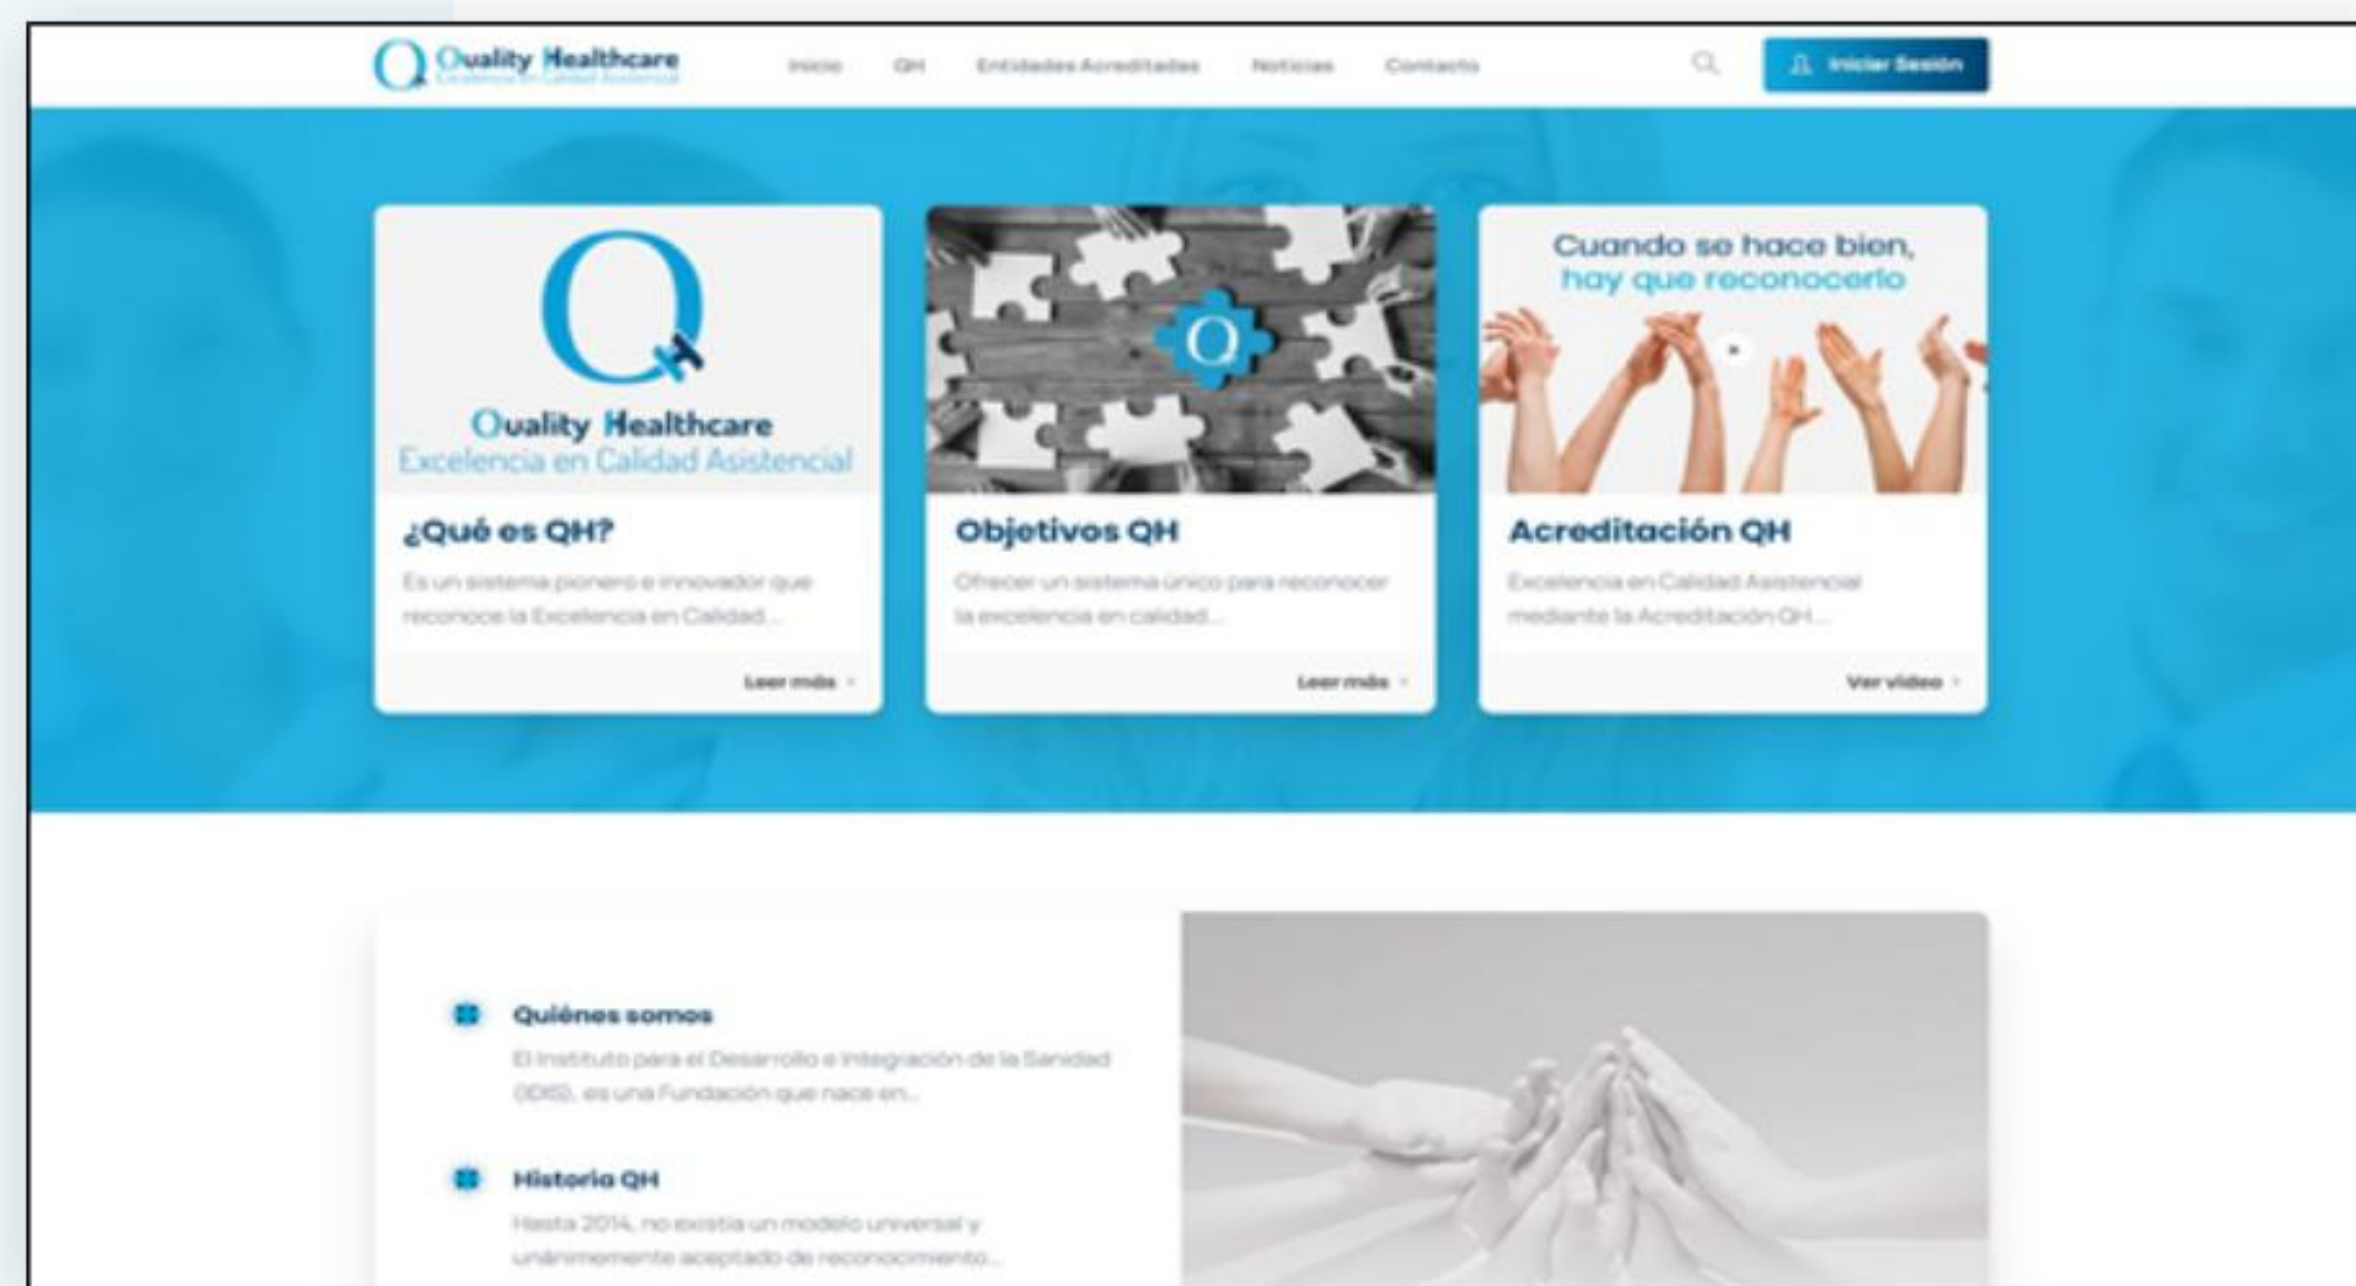 Quality Healthcare
Excelencia en Calidad Asistencial
Inicio QH Entidades Acreditadas Noticias Contacto
Iniciar Sesión
Quality Healthcare
Excelencia en Calidad Asistencial
¿Qué es QH?
Es un sistema pionero e innovador que
reconoce la Excelencia en Calidad...
Leer más
Q
Objetivos QH
Ofrecer un sistema único para reconocer
la excelencia en calidad...
Leer más
Cuando se hace bien,
hay que reconocerlo
Acreditación QH
Excelencia en Calidad Asistencial
mediante la Acreditación QH...
Ver vídeo
Quiénes somos
El Instituto para el Desarrollo e Integración de la Sanidad
(IDIS), es una Fundación que nace en...
Historia QH
Hasta 2014, no existía un modelo universal y
unánimemente aceptado de reconocimiento...